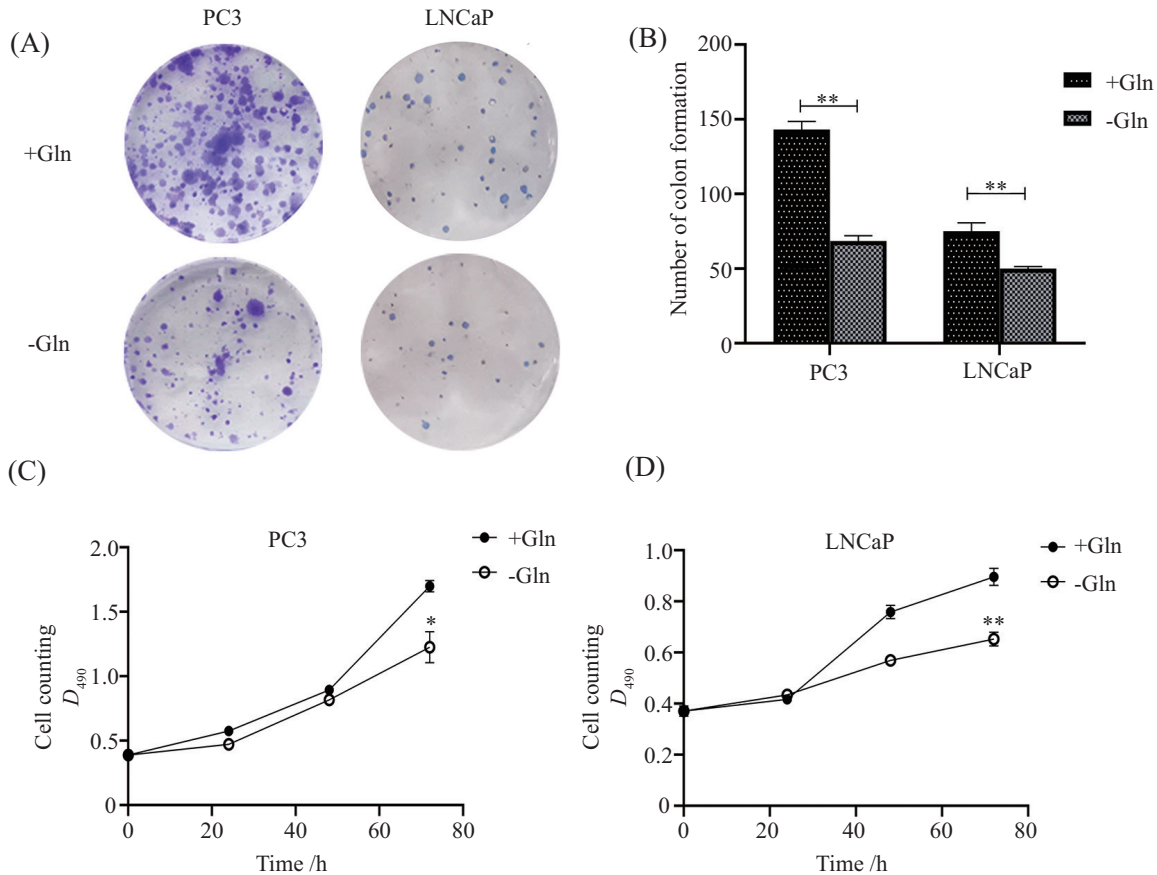 (A)
PC3
LNCaP
+Gln
-Gln
(B)
Number of colon formation
200
150
100
50
0
**
**
PC3
LNCaP
+Gln
-Gln
(C)
PC3
+Gln
-Gln
Cell counting
D490
2.0
1.5
1.0
0.5
0
*
0 20 40 60 80
Time /h
(D)
LNCaP
+Gln
-Gln
Cell counting
D490
1.0
0.8
0.6
0.4
0.2
0
**
0 20 40 60 80
Time /h